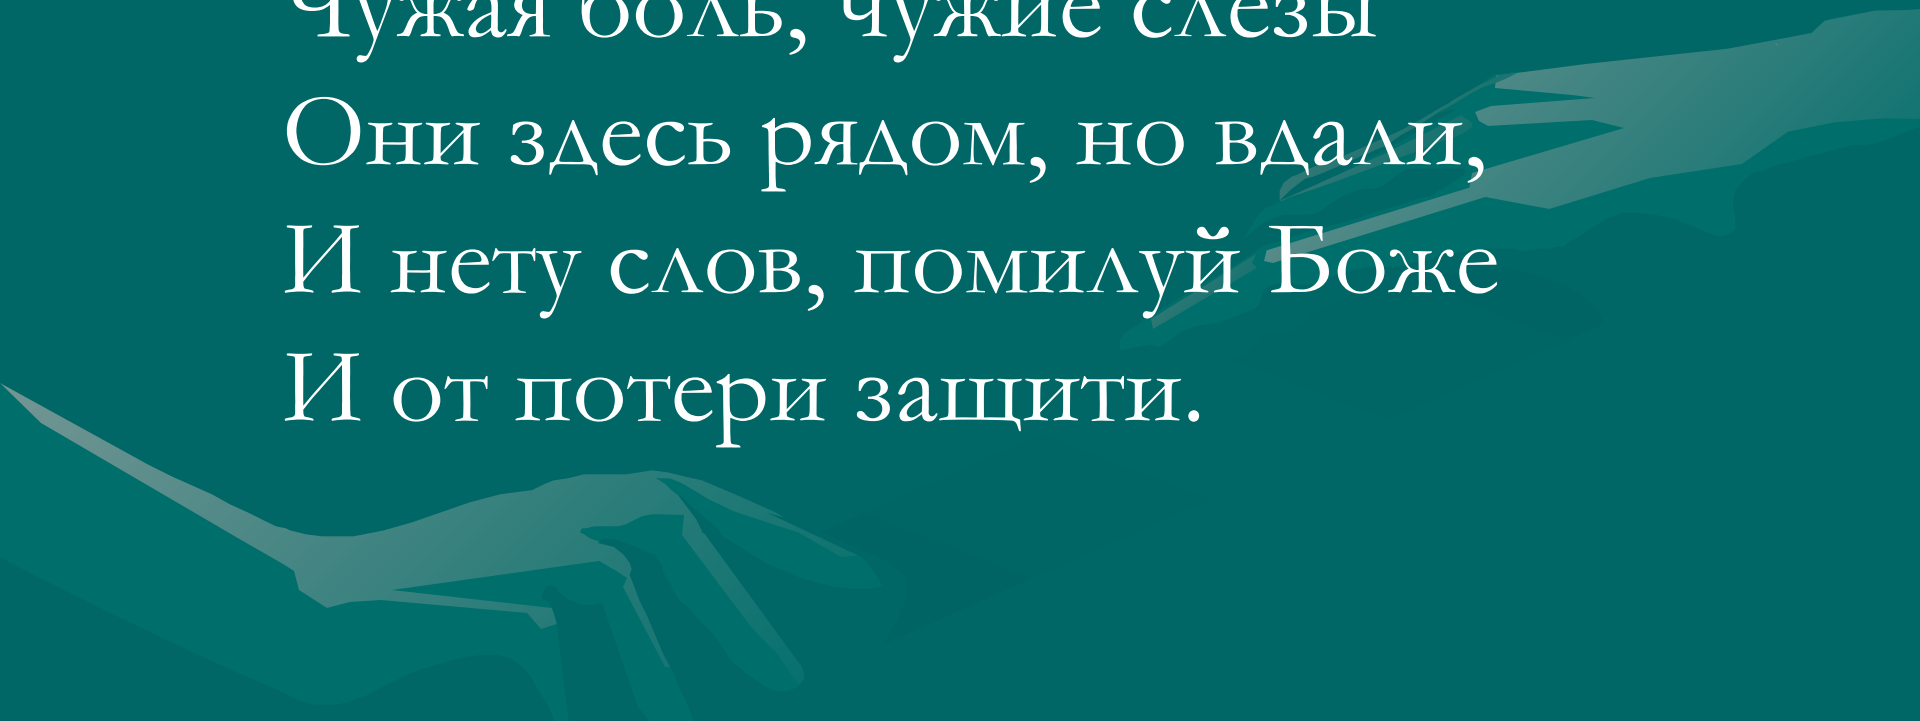 Чужая боль, чужие слезы
Они здесь рядом, но вдали,
И нету слов, помилуй Боже
И от потери защити.